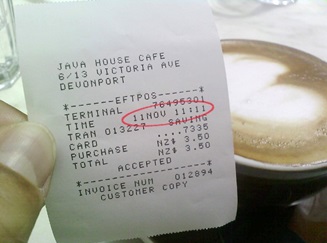 JAVA HOUSE CAFE
6/13 VICTORIA AVE
DEVONPORT
*------EFTPOS------*
TERMINAL 76495301
TIME 11NOV 11:11
TRAN 013227 SAVING
CARD ....7335
PURCHASE NZ$ 3.50
TOTAL NZ$ 3.50
ACCEPTED
*------------------*
INVOICE NUM 012894
CUSTOMER COPY